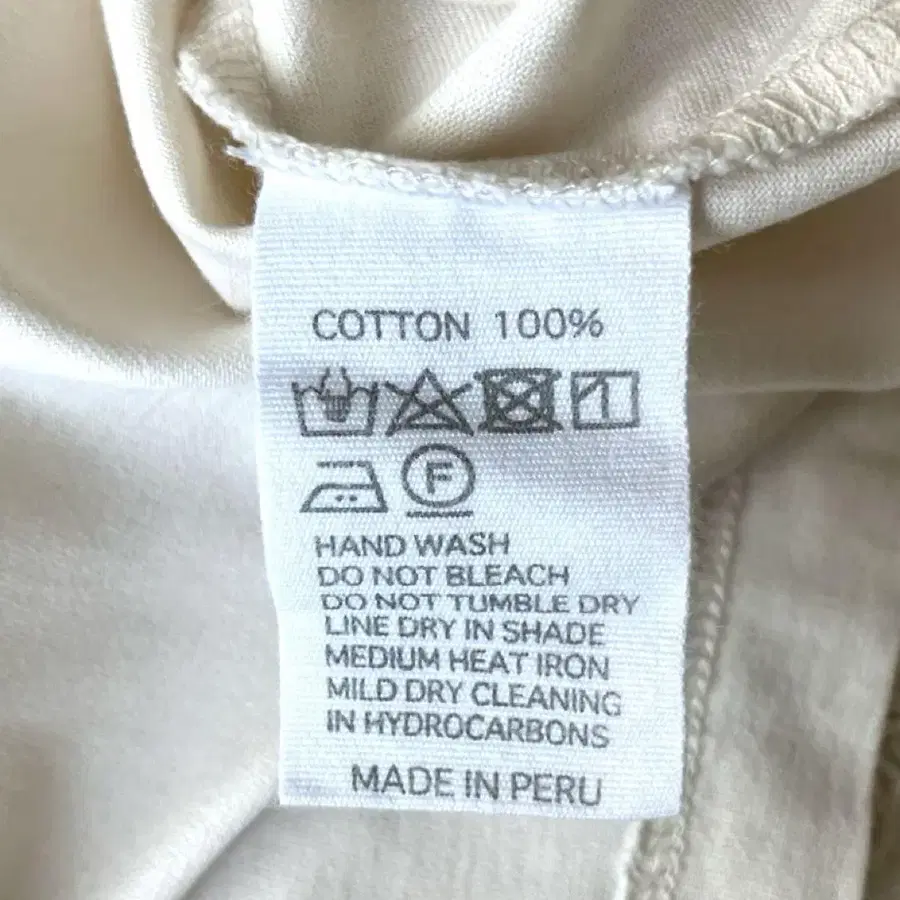 COTTON 100%
F
HAND WASH
DO NOT BLEACH
DO NOT TUMBLE DRY
LINE DRY IN SHADE
MEDIUM HEAT IRON
MILD DRY CLEANING
IN HYDROCARBONS
MADE IN PERU